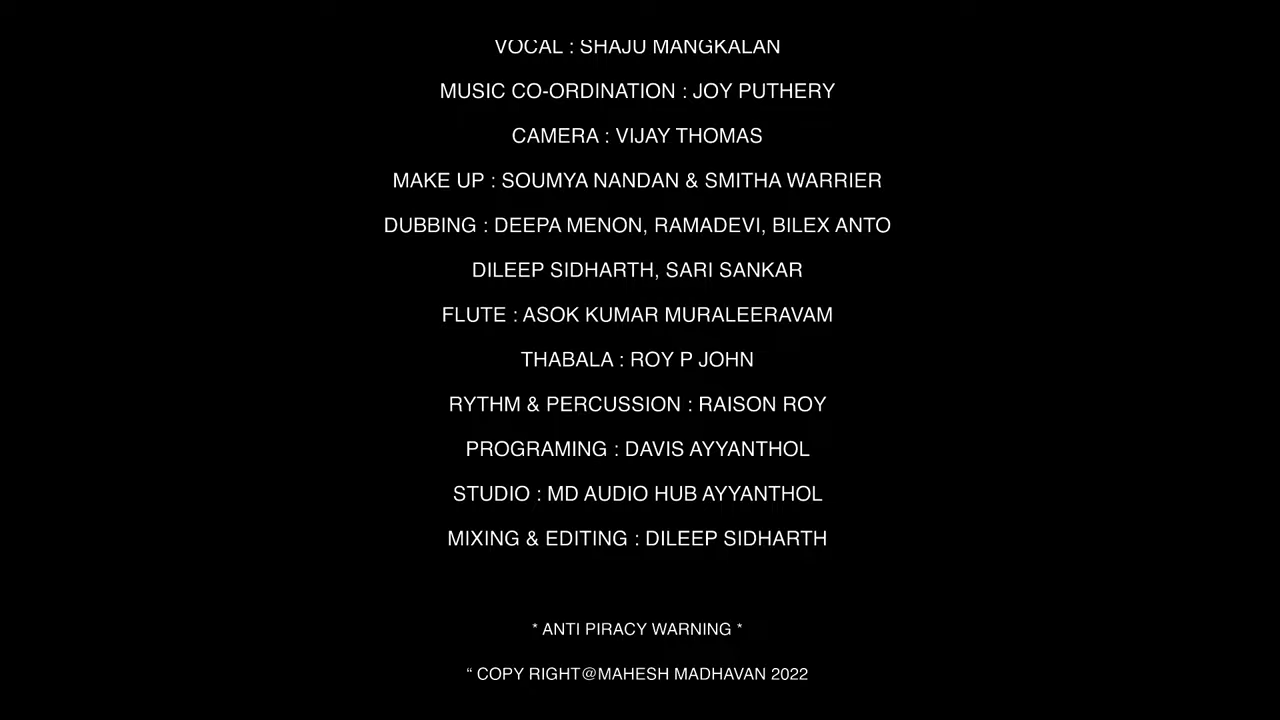 VOCAL : SHAJU MANGKALAN
MUSIC CO-ORDINATION : JOY PUTHERY
CAMERA : VIJAY THOMAS
MAKE UP : SOUMYA NANDAN & SMITHA WARRIER
DUBBING : DEEPA MENON, RAMADEVI, BILEX ANTO
DILEEP SIDHARTH, SARI SANKAR
FLUTE : ASOK KUMAR MURALEERAVAM
THABALA : ROY P JOHN
RYTHM & PERCUSSION : RAISON ROY
PROGRAMING : DAVIS AYYANTHOL
STUDIO : MD AUDIO HUB AYYANTHOL
MIXING & EDITING : DILEEP SIDHARTH
* ANTI PIRACY WARNING *
“ COPY RIGHT@MAHESH MADHAVAN 2022